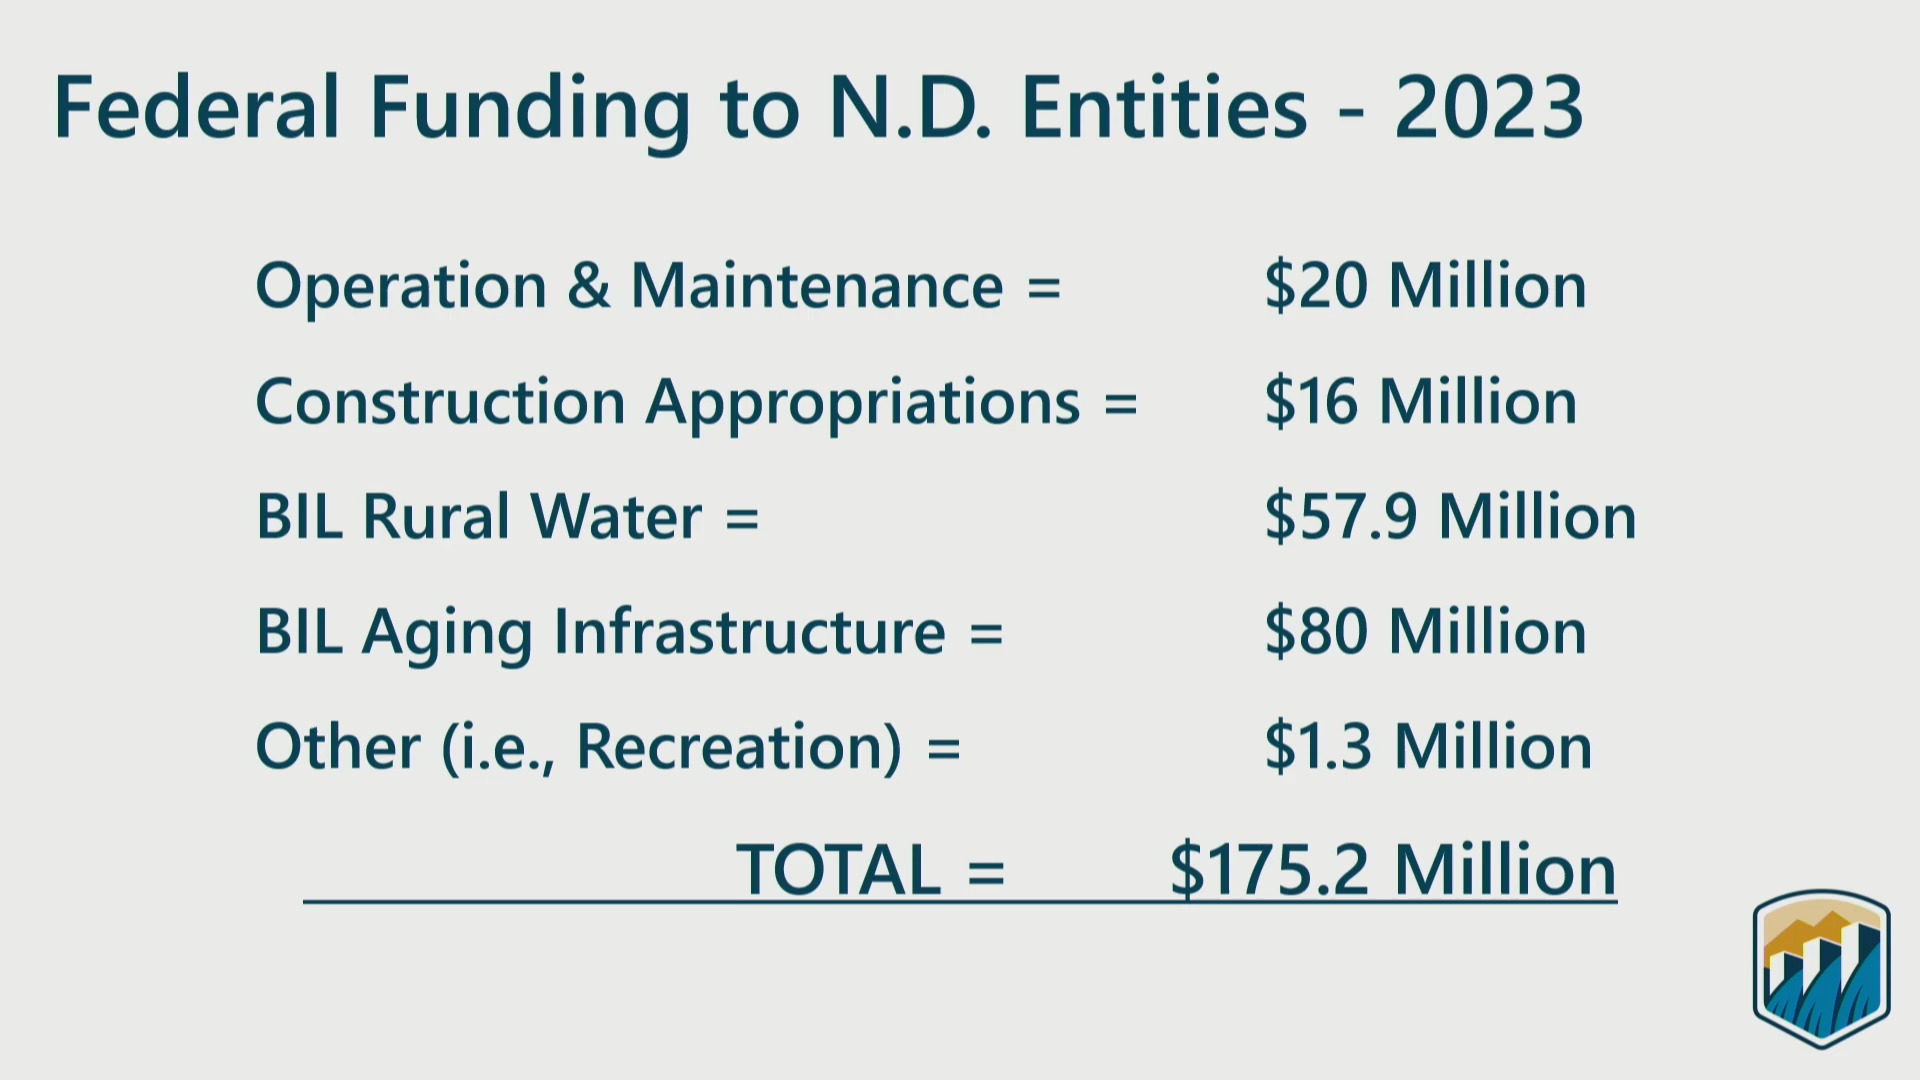 Federal Funding to N.D. Entities - 2023
Operation & Maintenance = $20 Million
Construction Appropriations = $16 Million
BIL Rural Water = $57.9 Million
BIL Aging Infrastructure = $80 Million
Other (i.e., Recreation) = $1.3 Million
TOTAL = $175.2 Million